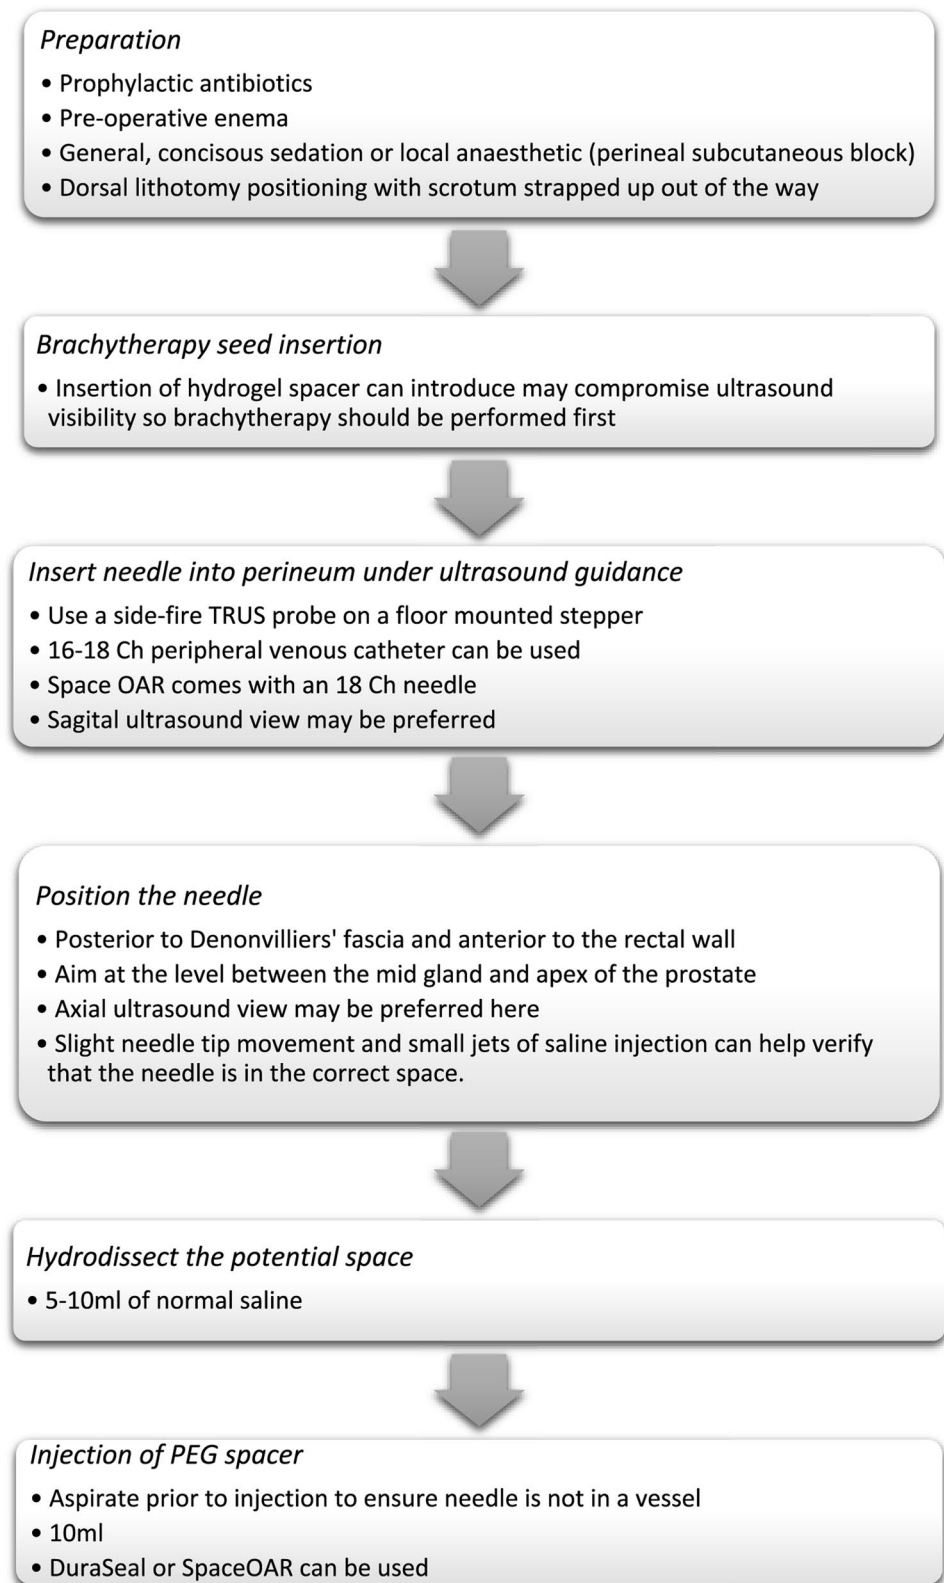 Preparation
• Prophylactic antibiotics
• Pre-operative enema
• General, concisous sedation or local anaesthetic (perineal subcutaneous block)
• Dorsal lithotomy positioning with scrotum strapped up out of the way
Brachytherapy seed insertion
• Insertion of hydrogel spacer can introduce may compromise ultrasound
visibility so brachytherapy should be performed first
Insert needle into perineum under ultrasound guidance
• Use a side-fire TRUS probe on a floor mounted stepper
• 16-18 Ch peripheral venous catheter can be used
• Space OAR comes with an 18 Ch needle
• Sagital ultrasound view may be preferred
Position the needle
• Posterior to Denonvilliers' fascia and anterior to the rectal wall
• Aim at the level between the mid gland and apex of the prostate
• Axial ultrasound view may be preferred here
• Slight needle tip movement and small jets of saline injection can help verify
that the needle is in the correct space.
Hydrodissect the potential space
• 5-10ml of normal saline
Injection of PEG spacer
• Aspirate prior to injection to ensure needle is not in a vessel
• 10ml
• DuraSeal or SpaceOAR can be used